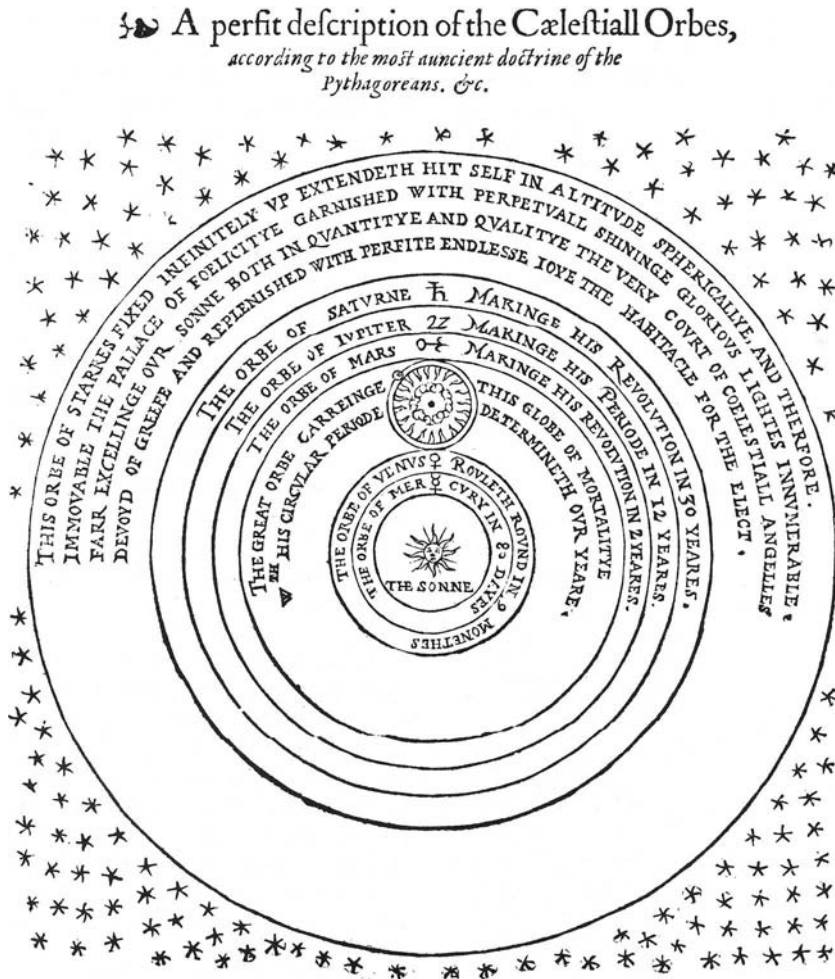 A perfit deſcription of the Cæleſtiall Orbes,
according to the moſt auncient doctrine of the
Pythagoreans. &c.
THIS ORBE OF STARRES FIXED INFINITELY VP EXTENDETH HIT SELF IN ALTITVDE SPHERICALLYE, AND THERFORE.
IMMOVABLE THE PALLACE OF FOELICITYE GARNISHED WITH PERPETVALL SHININGE GLORIOVS LIGHTES INNVMERABLE.
FARR EXCELLINGE OVR SONNE BOTH IN QVANTITYE AND QVALITYE THE VERY COVRT OF COELESTIALL ANGELLES
DEVOYD OF GREEFE AND REPLENISHED WITH PERFITE ENDLESSE IOYE THE HABITACLE FOR THE ELECT.
THE ORBE OF SATVRNE ♄ MAKINGE HIS REVOLVTION IN 30 YEARES.
THE ORBE OF IVPITER ♃ MAKINGE HIS PERIODE IN 12 YEARES.
THE ORBE OF MARS ♂ MAKINGE HIS REVOLVTION IN 2 YEARES.
THE GREAT ORBE CARREINGE THIS GLOBE OF MORTALITYE
WTH HIS CIRCVLAR PERIODE DETERMINETH OVR YEARE.
THE ORBE OF VENVS ♀ ROVLETH ROVND IN 9 MONETHES
THE ORBE OF MER ☿ CVRY IN 80 DAYES
THE SONNE